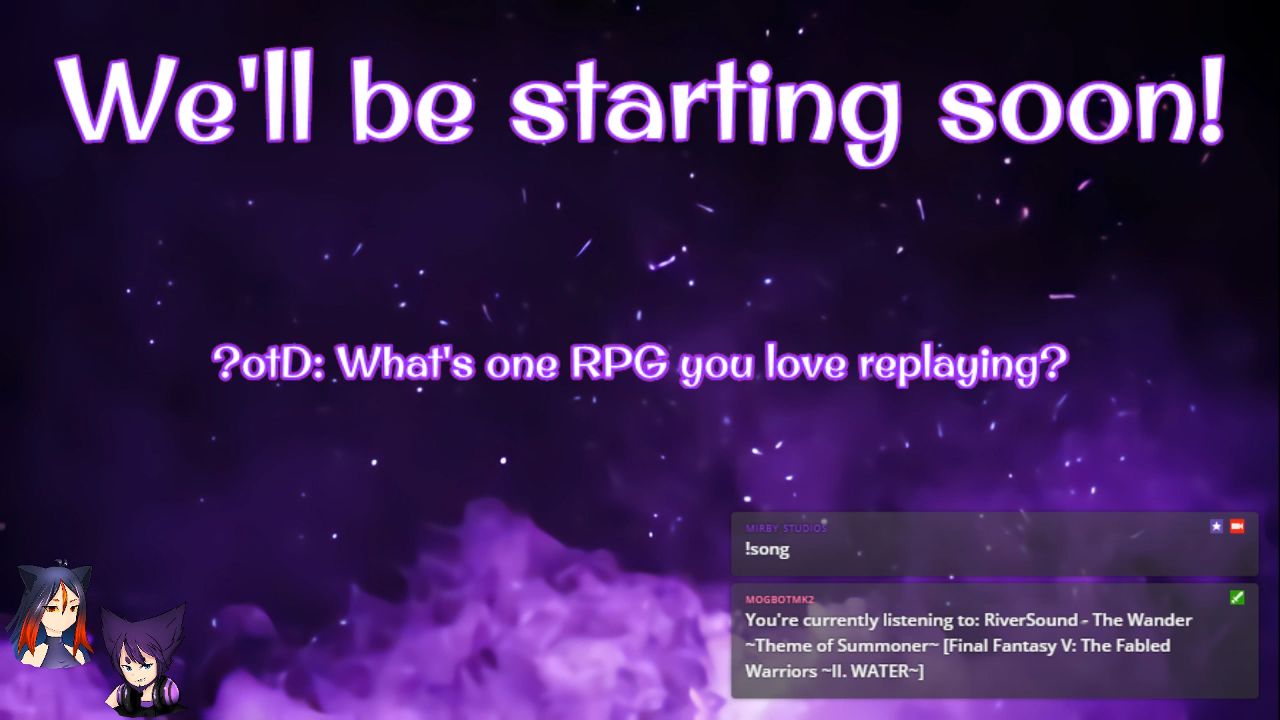 We'll be starting soon!
?otD: What's one RPG you love replaying?
MIRBY STUDIOS
!song
MOGBOTMK2
You're currently listening to: RiverSound - The Wander
~Theme of Summoner~ [Final Fantasy V: The Fabled
Warriors ~II. WATER~]